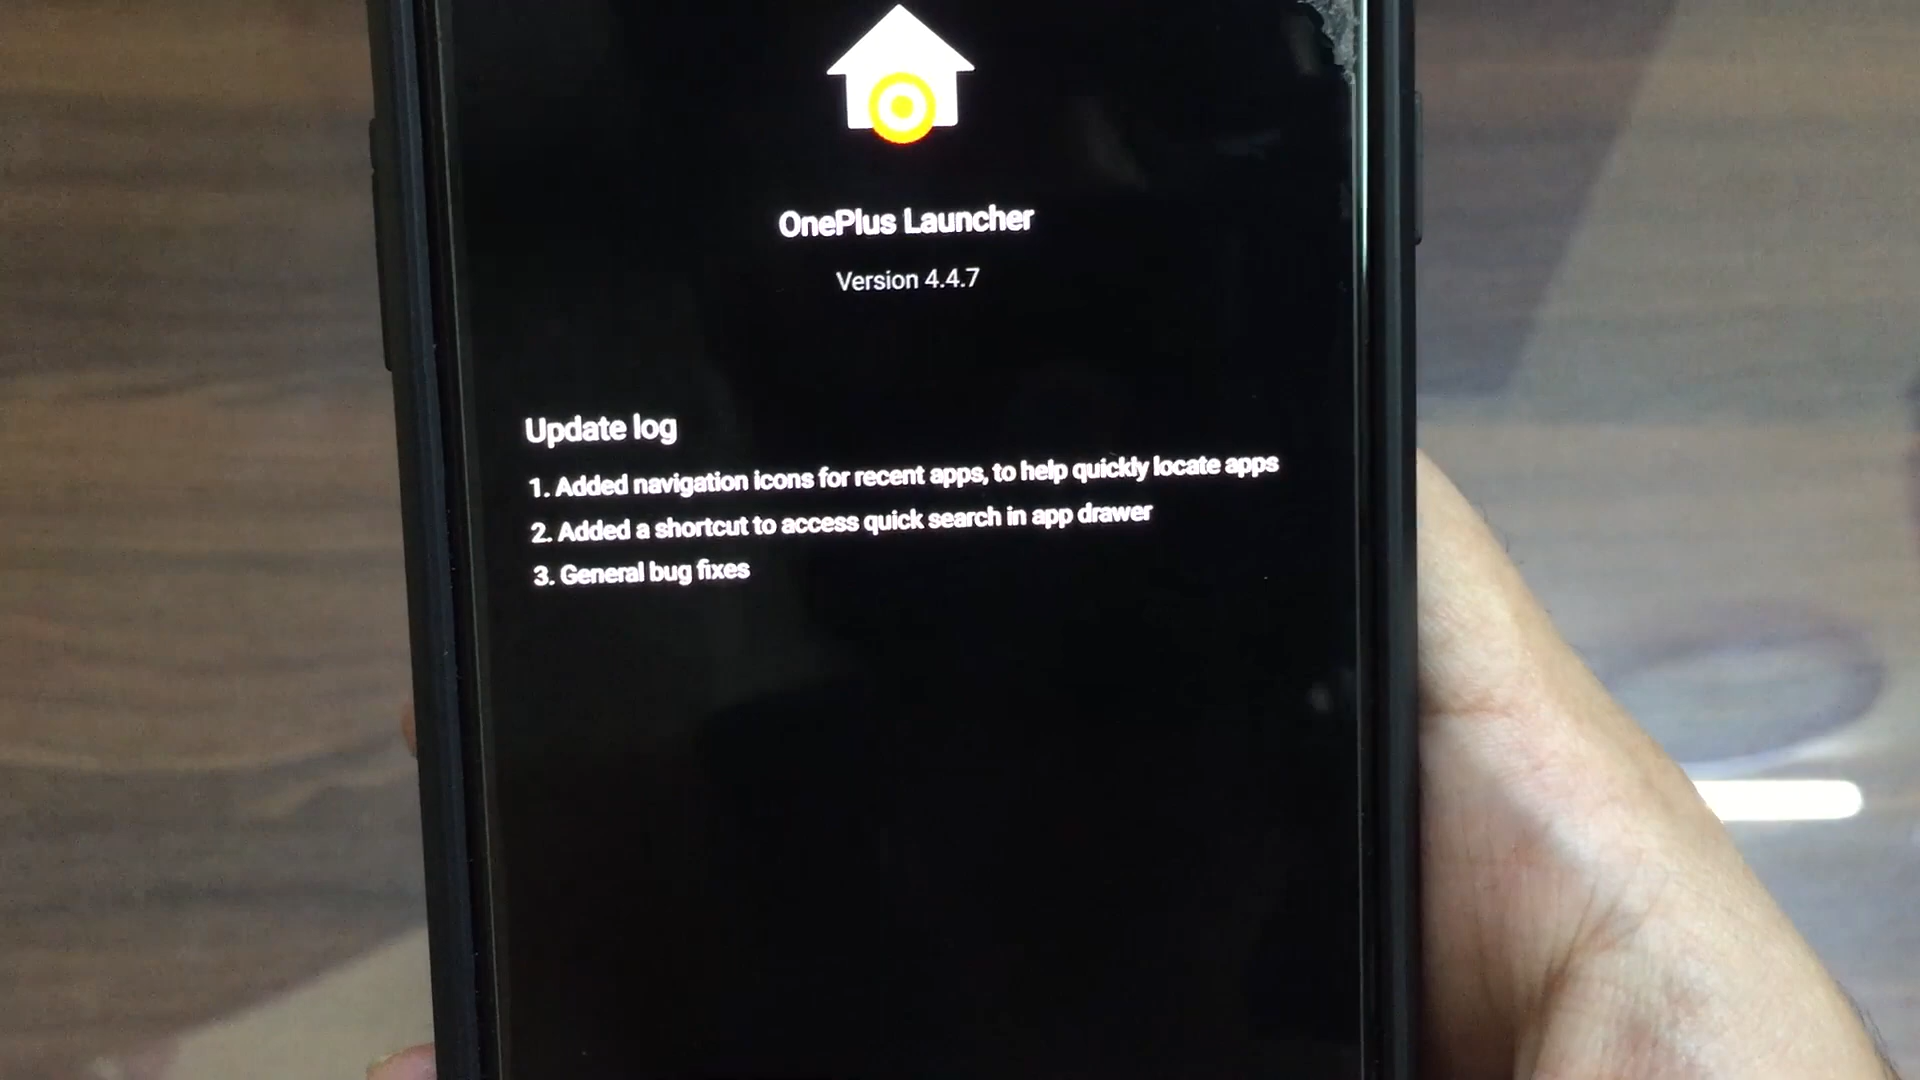 OnePlus Launcher
Version 4.4.7
Update log
1. Added navigation icons for recent apps, to help quickly locate apps
2. Added a shortcut to access quick search in app drawer
3. General bug fixes